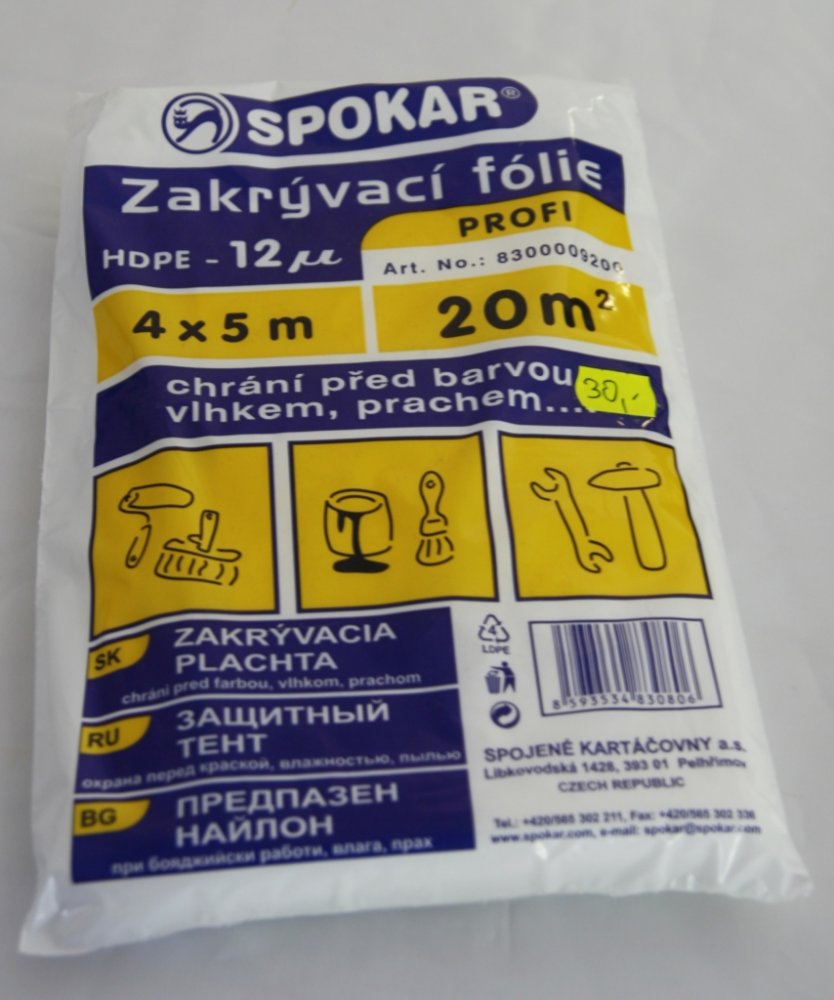 SPOKAR®
Zakrývací fólie
PROFI
HDPE - 12 µ
Art. No.: 8300009200
4 x 5 m
20 m²
chrání před barvou
30,-
vlhkem, prachem....
SK
ZAKRÝVACIA
PLACHTA
chráni pred farbou, vlhkom, prachom
RU
ЗАЩИТНЫЙ
ТЕНТ
охрана перед краской, влажностью, пылью
BG
ПРЕДПАЗЕН
НАЙЛОН
при бояджийски работи, влага, прах
4
LDPE
8 593534 830806
SPOJENÉ KARTÁČOVNY a.s.
Libkovodská 1428, 393 01 Pelhřimov
CZECH REPUBLIC
Tel.: +420/565 302 211, Fax: +420/565 302 336
www.spokar.com, e-mail: spokar@spokar.com